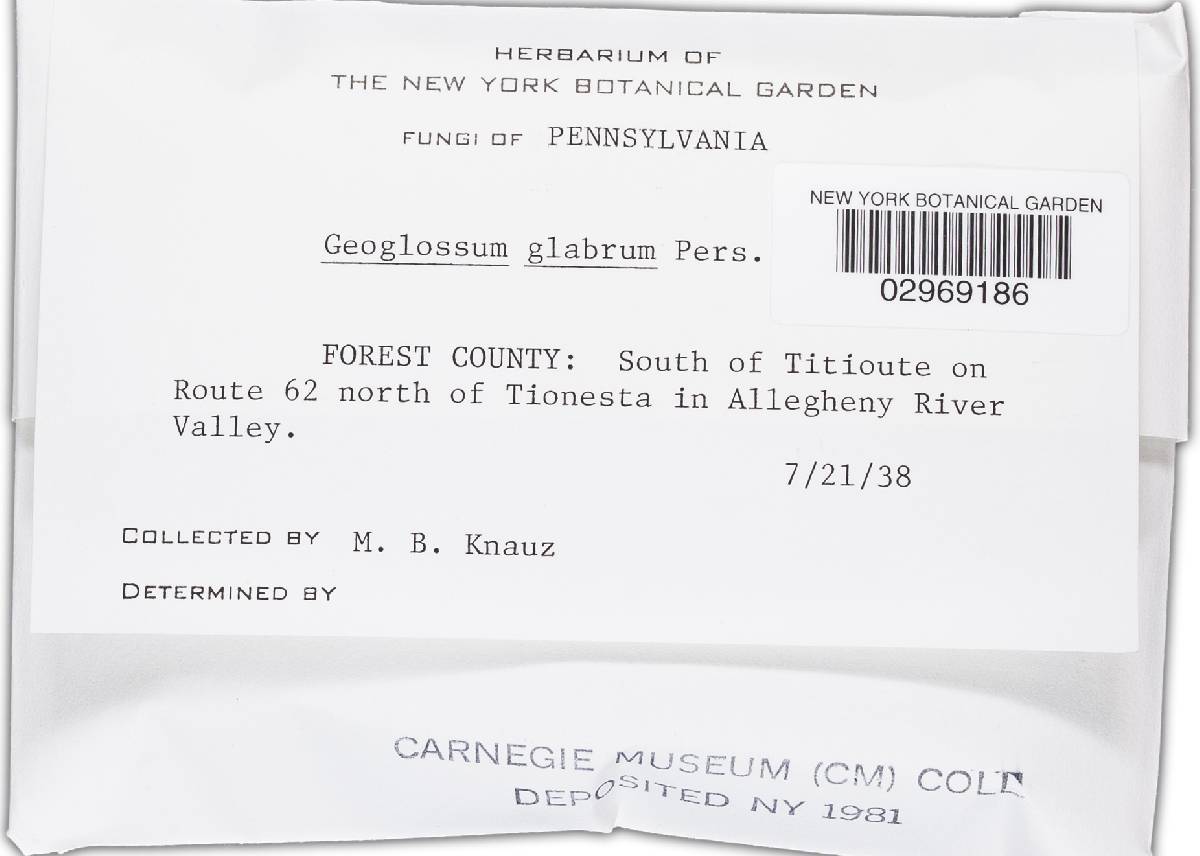 HERBARIUM OF
THE NEW YORK BOTANICAL GARDEN
FUNGI OF PENNSYLVANIA
NEW YORK BOTANICAL GARDEN
02969186
Geoglossum glabrum Pers.
FOREST COUNTY: South of Titioute on
Route 62 north of Tionesta in Allegheny River
Valley.
7/21/38
COLLECTED BY M. B. Knauz
DETERMINED BY
CARNEGIE MUSEUM (CM) COLL
DEPOSITED NY 1981